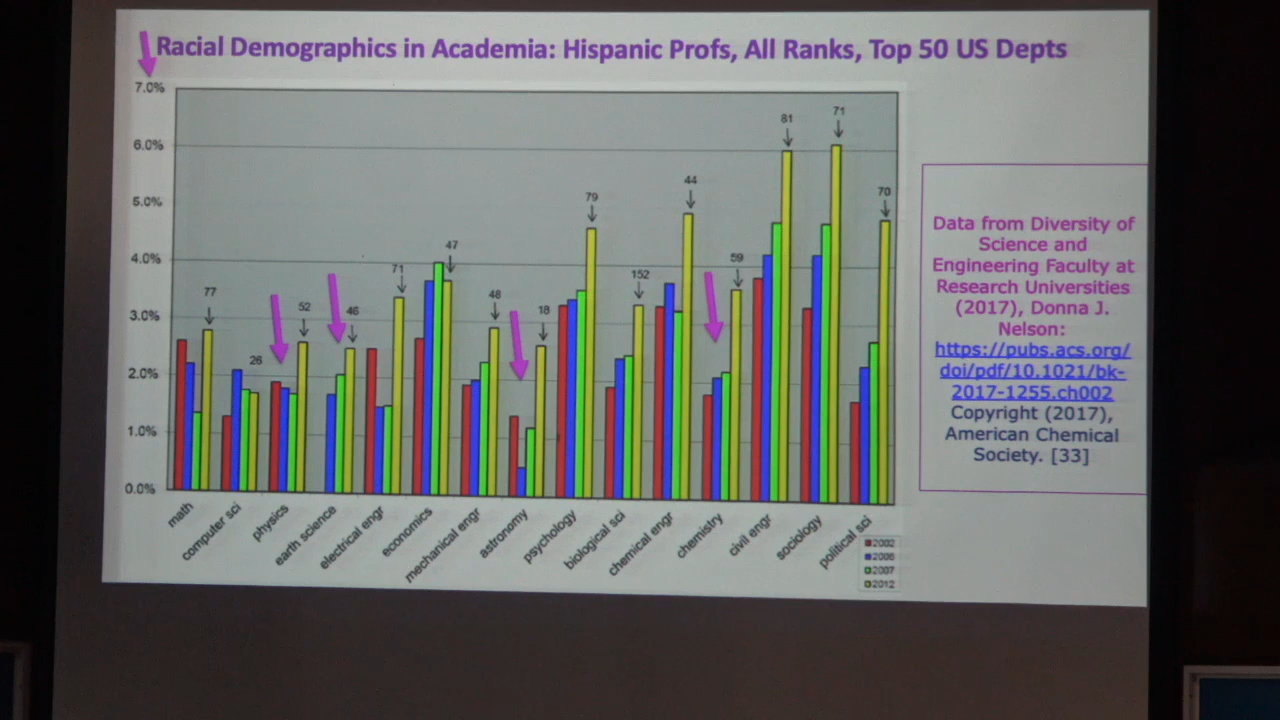 Racial Demographics in Academia: Hispanic Profs, All Ranks, Top 50 US Depts
7.0%
6.0%
5.0%
4.0%
3.0%
2.0%
1.0%
0.0%
77
26
52
46
71
47
48
18
79
152
44
59
81
71
70
math
computer sci
physics
earth science
electrical engr
economics
mechanical engr
astronomy
psychology
biological sci
chemical engr
chemistry
civil engr
sociology
political sci
2002
2007
2012
Data from Diversity of
Science and
Engineering Faculty at
Research Universities
(2017), Donna J.
Nelson:
https://pubs.acs.org/
doi/pdf/10.1021/bk-
2017-1255.ch002
Copyright (2017),
American Chemical
Society. [33]